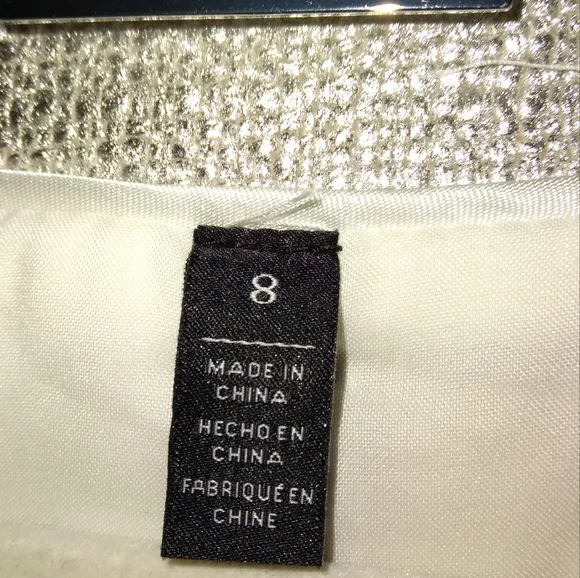 8
MADE IN
CHINA
HECHO EN
CHINA
FABRIQUÉ EN
CHINE